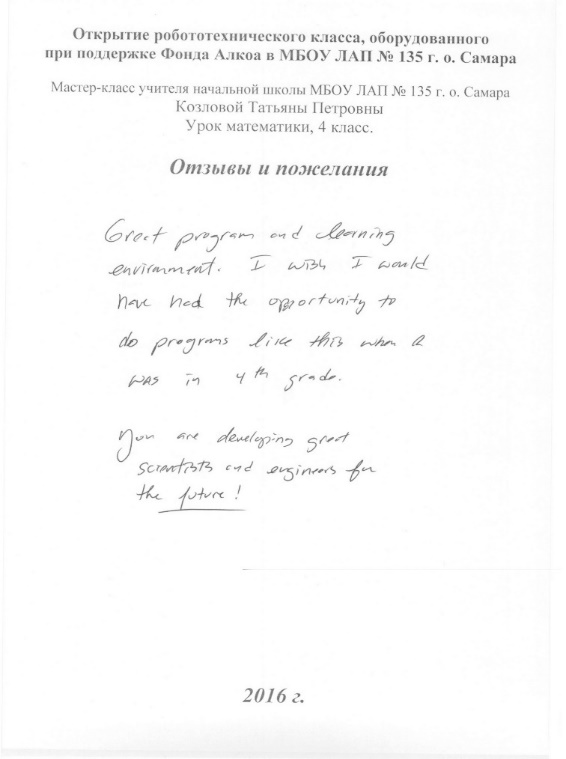 Открытие робототехнического класса, оборудованного
при поддержке Фонда Алкоа в МБОУ ЛАП № 135 г. о. Самара
Мастер-класс учителя начальной школы МБОУ ЛАП № 135 г. о. Самара
Козловой Татьяны Петровны
Урок математики, 4 класс.
Отзывы и пожелания
Great program and learning
environment. I wish I would
have had the opportunity to
do programs like this when I
was in 4th grade.
You are developing great
scientists and engineers for
the future!
2016 г.